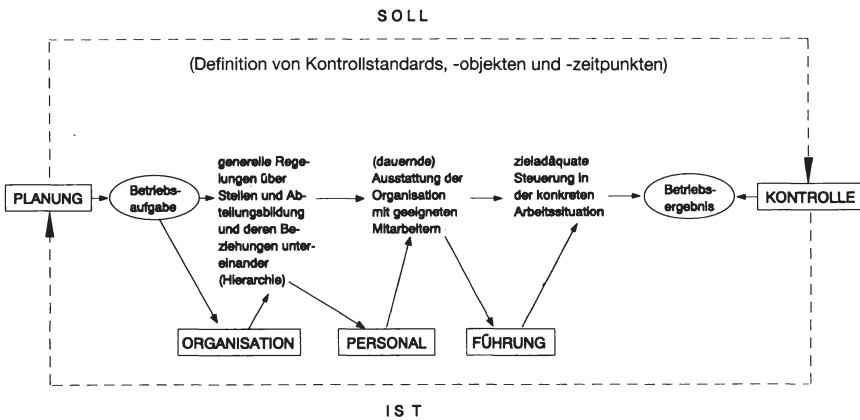 SOLL
(Definition von Kontrollstandards, -objekten und -zeitpunkten)
PLANUNG
Betriebs-
aufgabe
generelle Rege-
lungen über
Stellen und Ab-
teilungsbildung
und deren Be-
ziehungen unter-
einander
(Hierarchie)
(dauernde)
Ausstattung der
Organisation
mit geeigneten
Mitarbeitern
zieladäquate
Steuerung in
der konkreten
Arbeitssituation
Betriebs-
ergebnis
KONTROLLE
ORGANISATION
PERSONAL
FÜHRUNG
IST